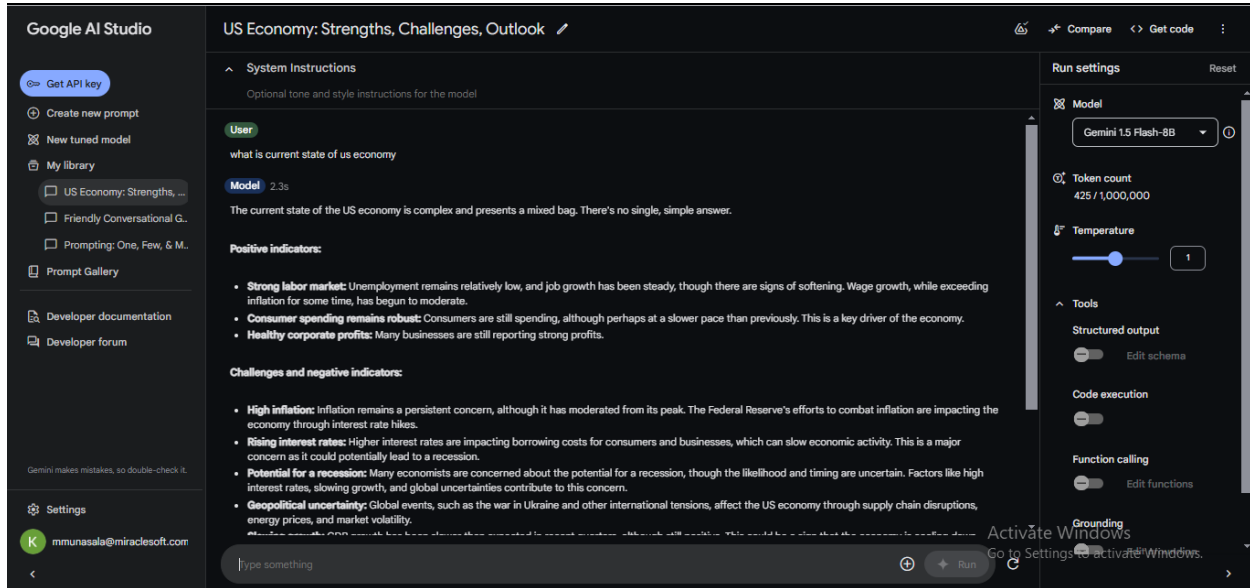 Google AI Studio
Get API key
Create new prompt
New tuned model
My library
US Economy: Strengths, ...
Friendly Conversational G..
Prompting: One, Few, & M..
Prompt Gallery
Developer documentation
Developer forum
Gemini makes mistakes, so double-check it.
Settings
K
mmunasala@miraclesoft.com
US Economy: Strengths, Challenges, Outlook
Compare
<> Get code
System Instructions
Optional tone and style instructions for the model
User
what is current state of us economy
Model 2.3s
The current state of the US economy is complex and presents a mixed bag. There's no single, simple answer.
Positive indicators:
• Strong labor market: Unemployment remains relatively low, and job growth has been steady, though there are signs of softening. Wage growth, while exceeding
inflation for some time, has begun to moderate.
• Consumer spending remains robust: Consumers are still spending, although perhaps at a slower pace than previously. This is a key driver of the economy.
• Healthy corporate profits: Many businesses are still reporting strong profits.
Challenges and negative indicators:
• High inflation: Inflation remains a persistent concern, although it has moderated from its peak. The Federal Reserve's efforts to combat inflation are impacting the
economy through interest rate hikes.
• Rising interest rates: Higher interest rates are impacting borrowing costs for consumers and businesses, which can slow economic activity. This is a major
concern as it could potentially lead to a recession.
• Potential for a recession: Many economists are concerned about the potential for a recession, though the likelihood and timing are uncertain. Factors like high
interest rates, slowing growth, and global uncertainties contribute to this concern.
• Geopolitical uncertainty: Global events, such as the war in Ukraine and other international tensions, affect the US economy through supply chain disruptions,
energy prices, and market volatility.
Type something
Run
Run settings
Reset
Model
Gemini 1.5 Flash-8B
Token count
425 / 1,000,000
Temperature
1
Tools
Structured output
Edit schema
Code execution
Function calling
Edit functions
Grounding
Activate Windows
Go to Settings to activate Windows.